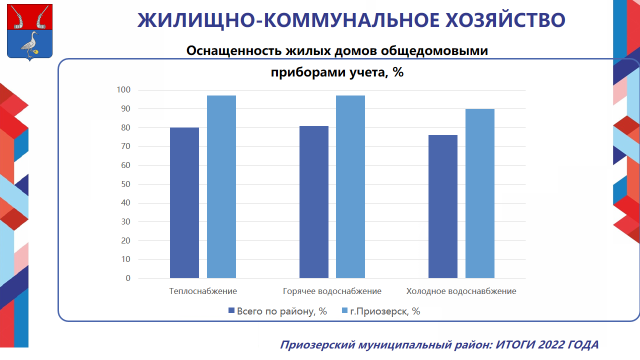 ЖИЛИЩНО-КОММУНАЛЬНОЕ ХОЗЯЙСТВО
Оснащенность жилых домов общедомовыми
приборами учета, %
100
90
80
70
60
50
40
30
20
10
0
Теплоснабжение Горячее водоснабжение Холодное водоснавбжение
Всего по району, % г.Приозерск, %
Приозерский муниципальный район: ИТОГИ 2022 ГОДА